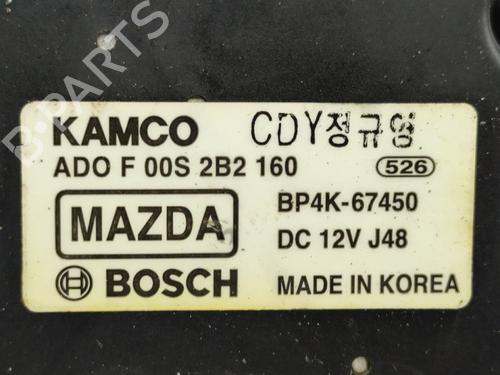 B-PARTS
KAMCO CDY정규영
ADO F 00S 2B2 160 526
MAZDA BP4K-67450
DC 12V J48
BOSCH MADE IN KOREA